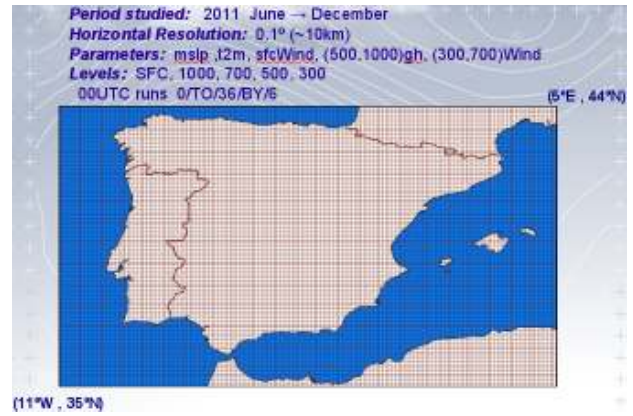 Period studied: 2011 June → December
Horizontal Resolution: 0.1º (~10km)
Parameters: mslp ,t2m, sfcWind, (500,1000)gh, (300,700)Wind
Levels: SFC, 1000, 700, 500, 300
00UTC runs 0/TO/36/BY/6
(5ºE , 44ºN)
(11ºW , 35ºN)